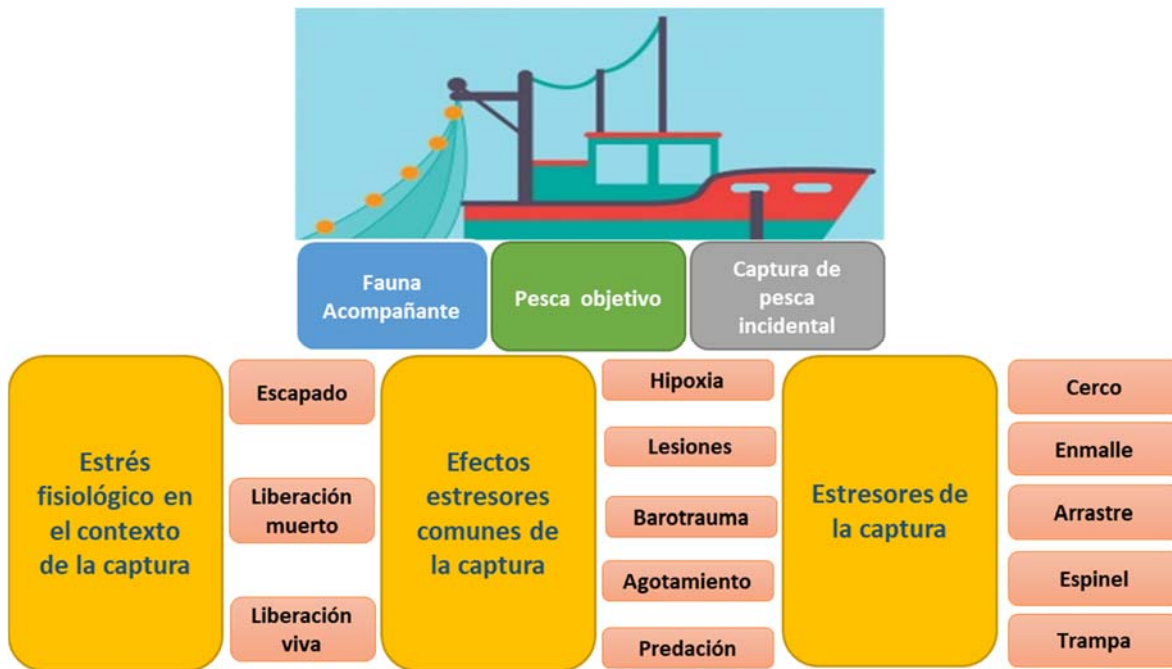 Fauna
Acompañante
Pesca objetivo
Captura de
pesca
incidental
Estrés
fisiológico en
el contexto
de la captura
Escapado
Liberación
muerto
Liberación
viva
Efectos
estresores
comunes de
la captura
Hipoxia
Lesiones
Barotrauma
Agotamiento
Predación
Estresores de
la captura
Cerco
Enmalle
Arrastre
Espinel
Trampa